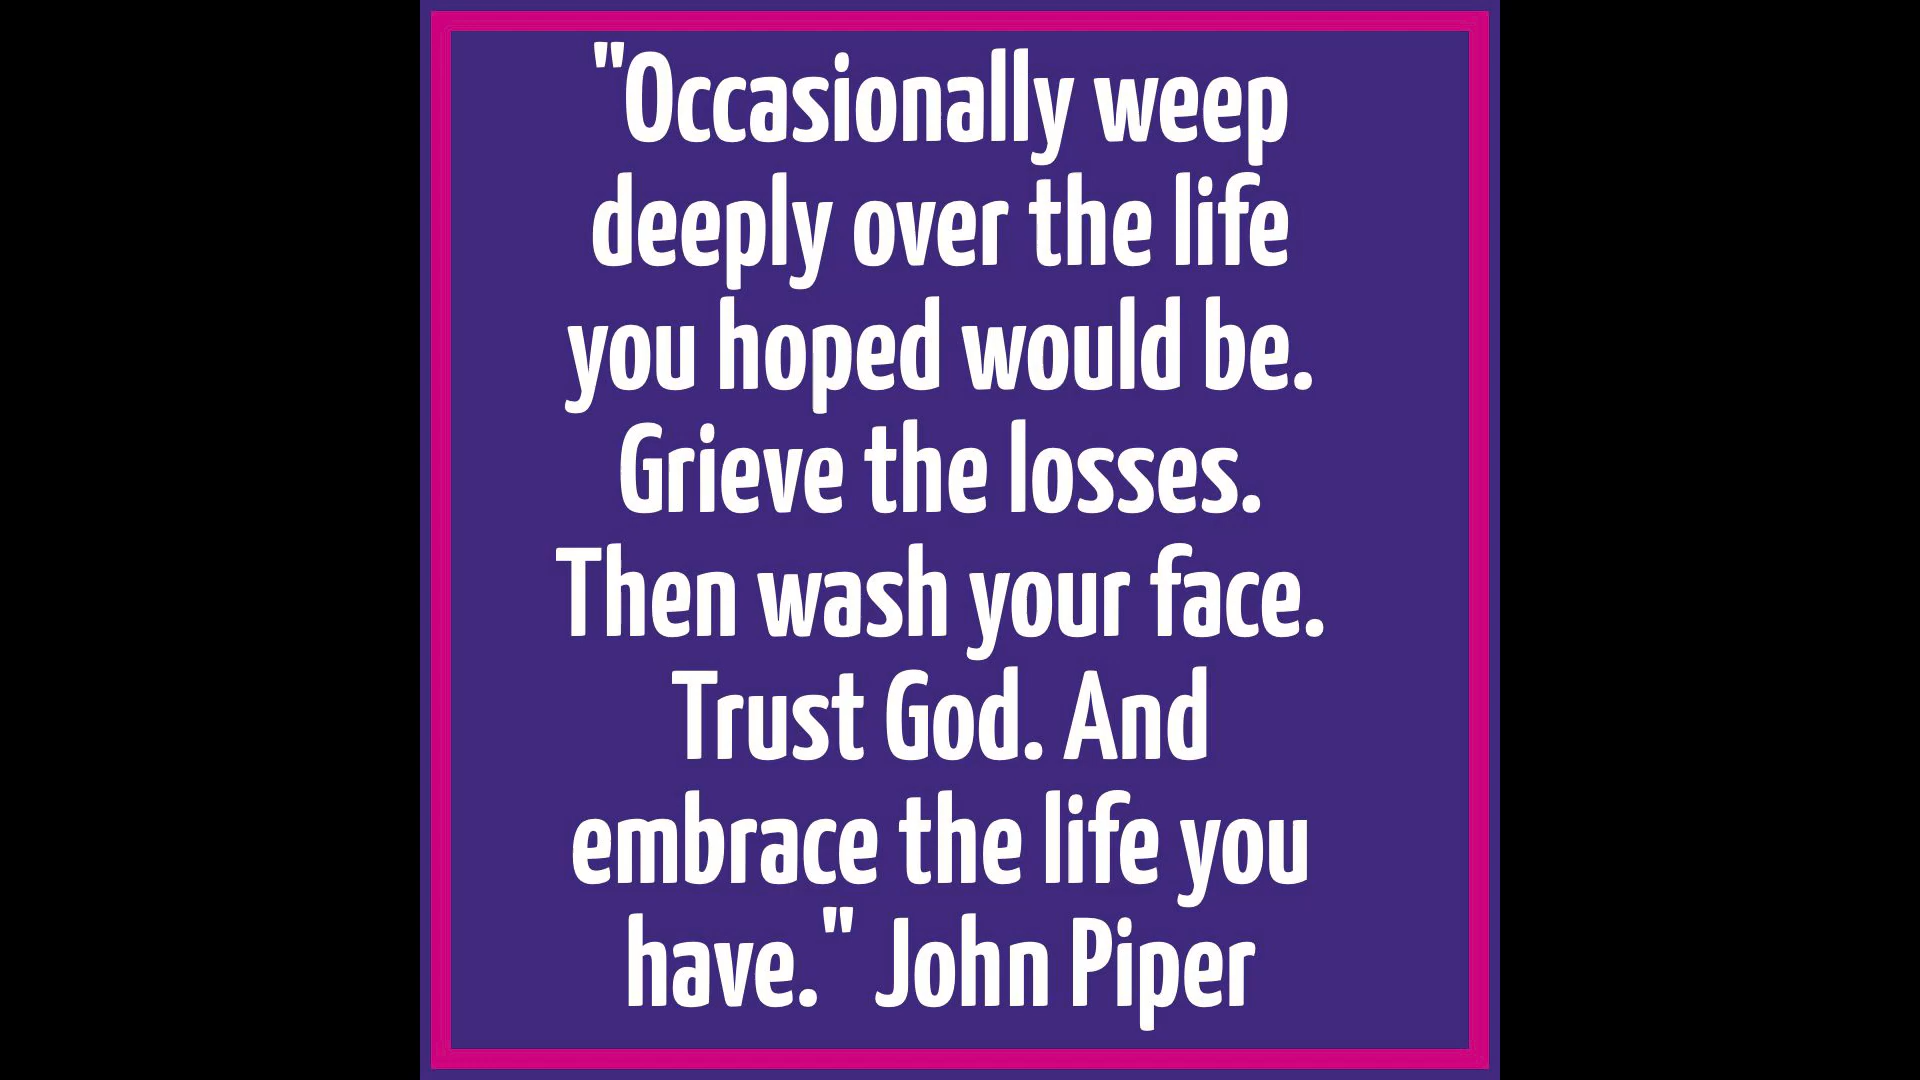 "Occasionally weep
deeply over the life
you hoped would be.
Grieve the losses.
Then wash your face.
Trust God. And
embrace the life you
have." John Piper